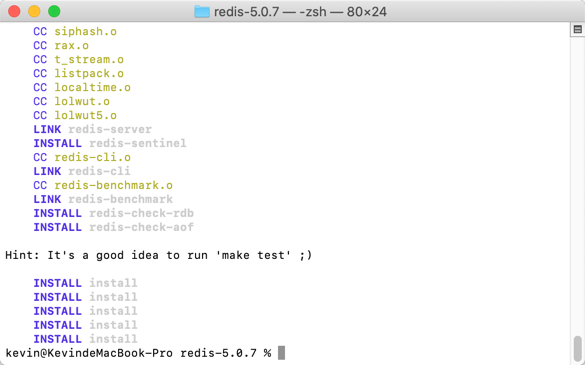 redis-5.0.7 — -zsh — 80×24
CC siphash.o
CC rax.o
CC t_stream.o
CC listpack.o
CC localtime.o
CC lolwut.o
CC lolwut5.o
LINK redis-server
INSTALL redis-sentinel
CC redis-cli.o
LINK redis-cli
CC redis-benchmark.o
LINK redis-benchmark
INSTALL redis-check-rdb
INSTALL redis-check-aof
Hint: It's a good idea to run 'make test' ;)
INSTALL install
INSTALL install
INSTALL install
INSTALL install
INSTALL install
kevin@KevindeMacBook-Pro redis-5.0.7 %